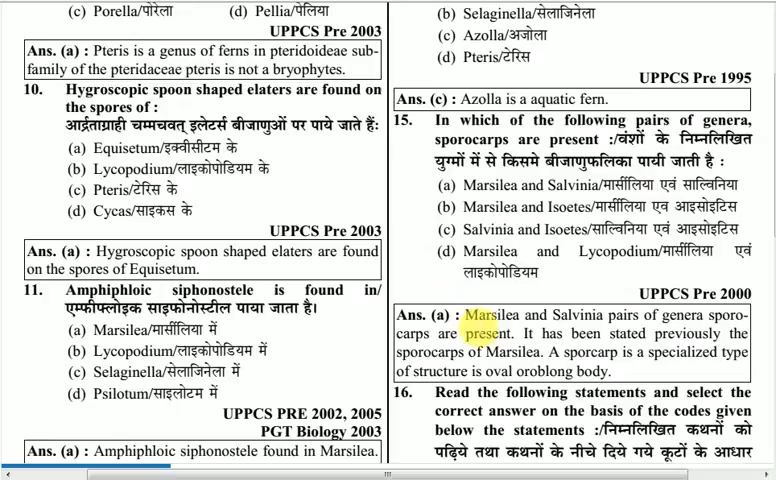 (c) Porella/पोरेला (d) Pellia/पेलिया
UPPCS Pre 2003
Ans. (a) : Pteris is a genus of ferns in pteridoideae sub-
family of the pteridaceae pteris is not a bryophytes.
10. Hygroscopic spoon shaped elaters are found on
the spores of :
आर्द्रताग्राही चम्मचवत् इलेटर्स बीजाणुओं पर पाये जाते हैंः
(a) Equisetum/इक्वीसीटम के
(b) Lycopodium/लाइकोपोडियम के
(c) Pteris/टेरिस के
(d) Cycas/साइकस के
UPPCS Pre 2003
Ans. (a) : Hygroscopic spoon shaped elaters are found
on the spores of Equisetum.
11. Amphiphloic siphonostele is found in/
एम्फीफ्लोइक साइफोनोस्टील पाया जाता है।
(a) Marsilea/मार्सीलिया में
(b) Lycopodium/लाइकोपोडियम में
(c) Selaginella/सेलाजिनेला में
(d) Psilotum/साइलोटम में
UPPCS PRE 2002, 2005
PGT Biology 2003
Ans. (a) : Amphiphloic siphonostele found in Marsilea.
(b) Selaginella/सेलाजिनेला
(c) Azolla/अजोला
(d) Pteris/टेरिस
UPPCS Pre 1995
Ans. (c) : Azolla is a aquatic fern.
15. In which of the following pairs of genera,
sporocarps are present :/वंशों के निम्नलिखित
युग्मों में से किसमे बीजाणुफलिका पायी जाती है :
(a) Marsilea and Salvinia/मार्सीलिया एवं साल्विनिया
(b) Marsilea and Isoetes/मार्सीलिया एव आइसोइटिस
(c) Salvinia and Isoetes/साल्विनिया एवं आइसोइटिस
(d) Marsilea and Lycopodium/मार्सीलिया एवं
लाइकोपोडियम
UPPCS Pre 2000
Ans. (a) : Marsilea and Salvinia pairs of genera sporo-
carps are present. It has been stated previously the
sporocarps of Marsilea. A sporcarp is a specialized type
of structure is oval oroblong body.
16. Read the following statements and select the
correct answer on the basis of the codes given
below the statements :/निम्नलिखित कथनों को
पढ़िये तथा कथनों के नीचे दिये गये कूटों के आधार